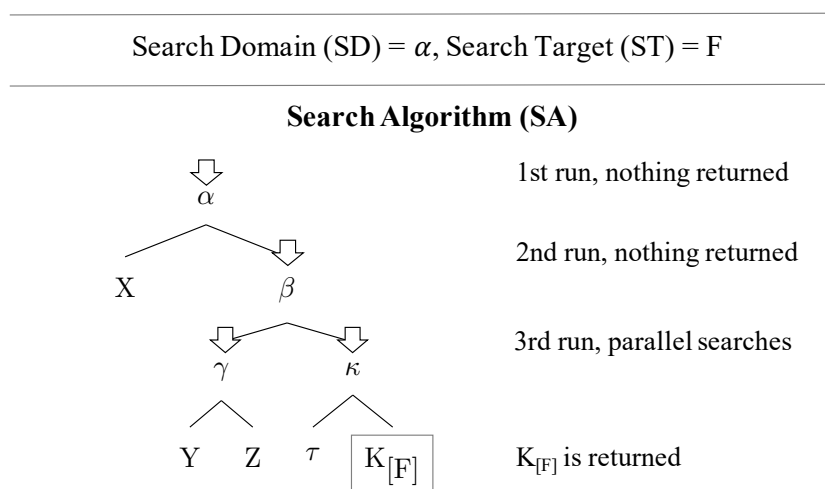 Search Domain (SD) = α, Search Target (ST) = F
Search Algorithm (SA)
1st run, nothing returned
α
2nd run, nothing returned
X β
3rd run, parallel searches
γ κ
Y Z τ K[F] K[F] is returned